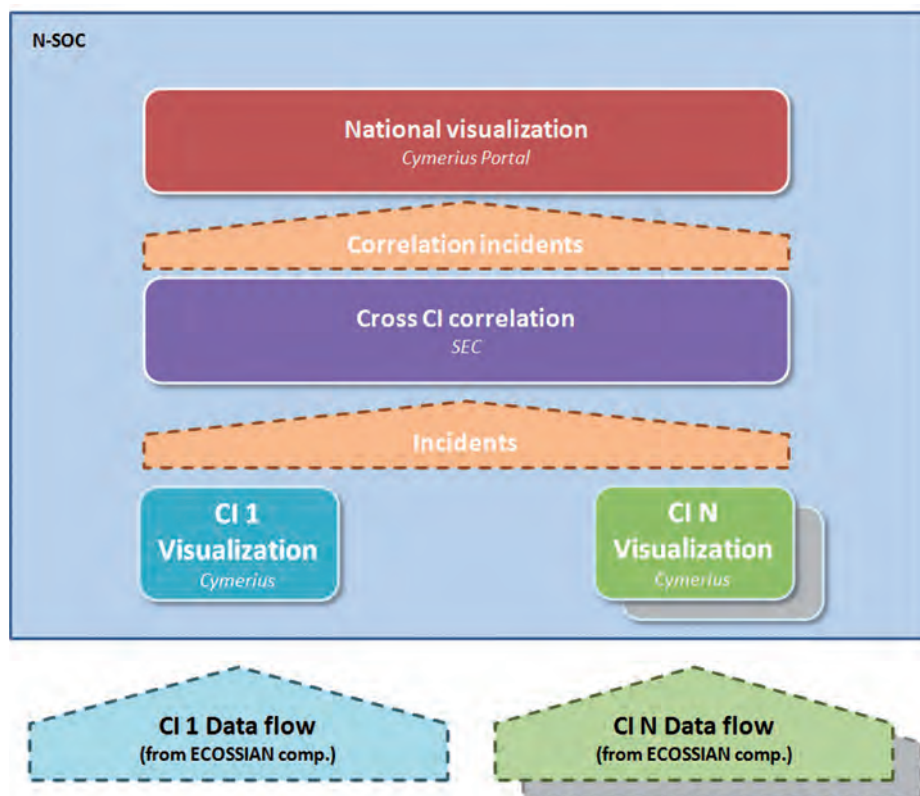 N-SOC
National visualization
Cymerius Portal
Correlation incidents
Cross CI correlation
SEC
Incidents
CI 1
Visualization
Cymerius
CI N
Visualization
Cymerius
CI 1 Data flow
(from ECOSSIAN comp.)
CI N Data flow
(from ECOSSIAN comp.)